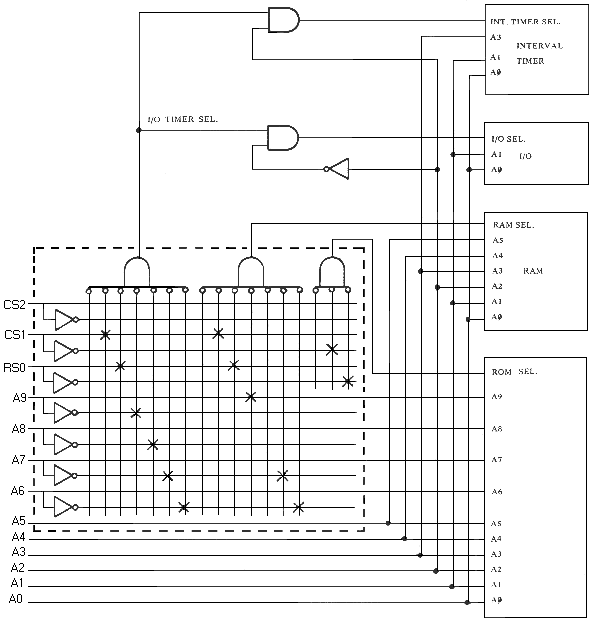 INT. TIMER SEL.
A3
INTERVAL
A1
TIMER
A0
I/O TIMER SEL.
I/O SEL.
A1
I/O
A0
RAM SEL.
A5
A4
A3
RAM
A2
A1
A0
CS2
CS1
RS0
ROM SEL.
A9
A9
A8
A8
A7
A7
A6
A6
A5
A5
A4
A4
A3
A3
A2
A2
A1
A1
A0
A0